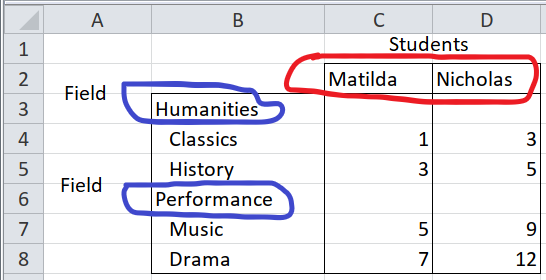 A B C D
1 Students
2 Matilda Nicholas
Field
3 Humanities
4 Classics 1 3
5 History 3 5
Field
6 Performance
7 Music 5 9
8 Drama 7 12